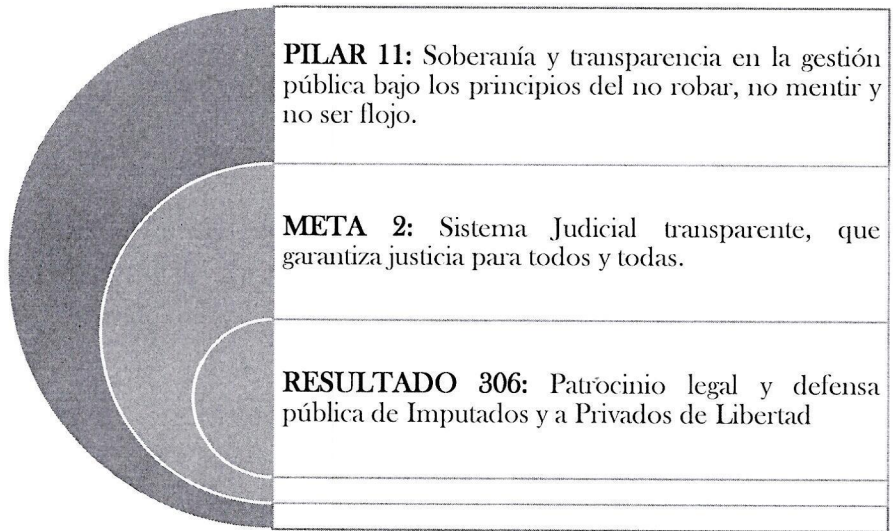 PILAR 11: Soberanía y transparencia en la gestión
pública bajo los principios del no robar, no mentir y
no ser flojo.
META 2: Sistema Judicial transparente, que
garantiza justicia para todos y todas.
RESULTADO 306: Patrocinio legal y defensa
pública de Imputados y a Privados de Libertad